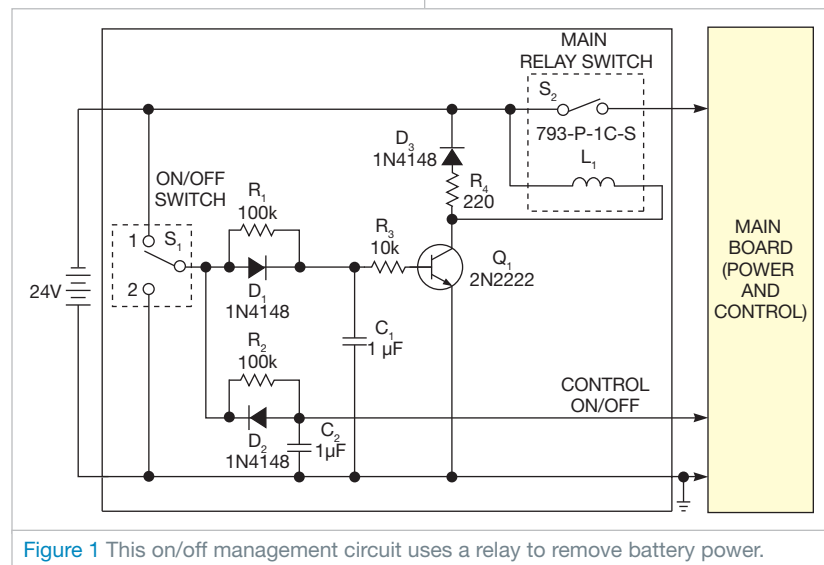 MAIN
RELAY SWITCH
S2
793-P-1C-S
L1
D3
1N4148
R4
220
ON/OFF
SWITCH
R1
100k
1
S1
2
D1
1N4148
R3
10k
Q1
2N2222
24V
C1
1 µF
R2
100k
D2
1N4148
C2
1µF
CONTROL
ON/OFF
MAIN
BOARD
(POWER
AND
CONTROL)
Figure 1 This on/off management circuit uses a relay to remove battery power.